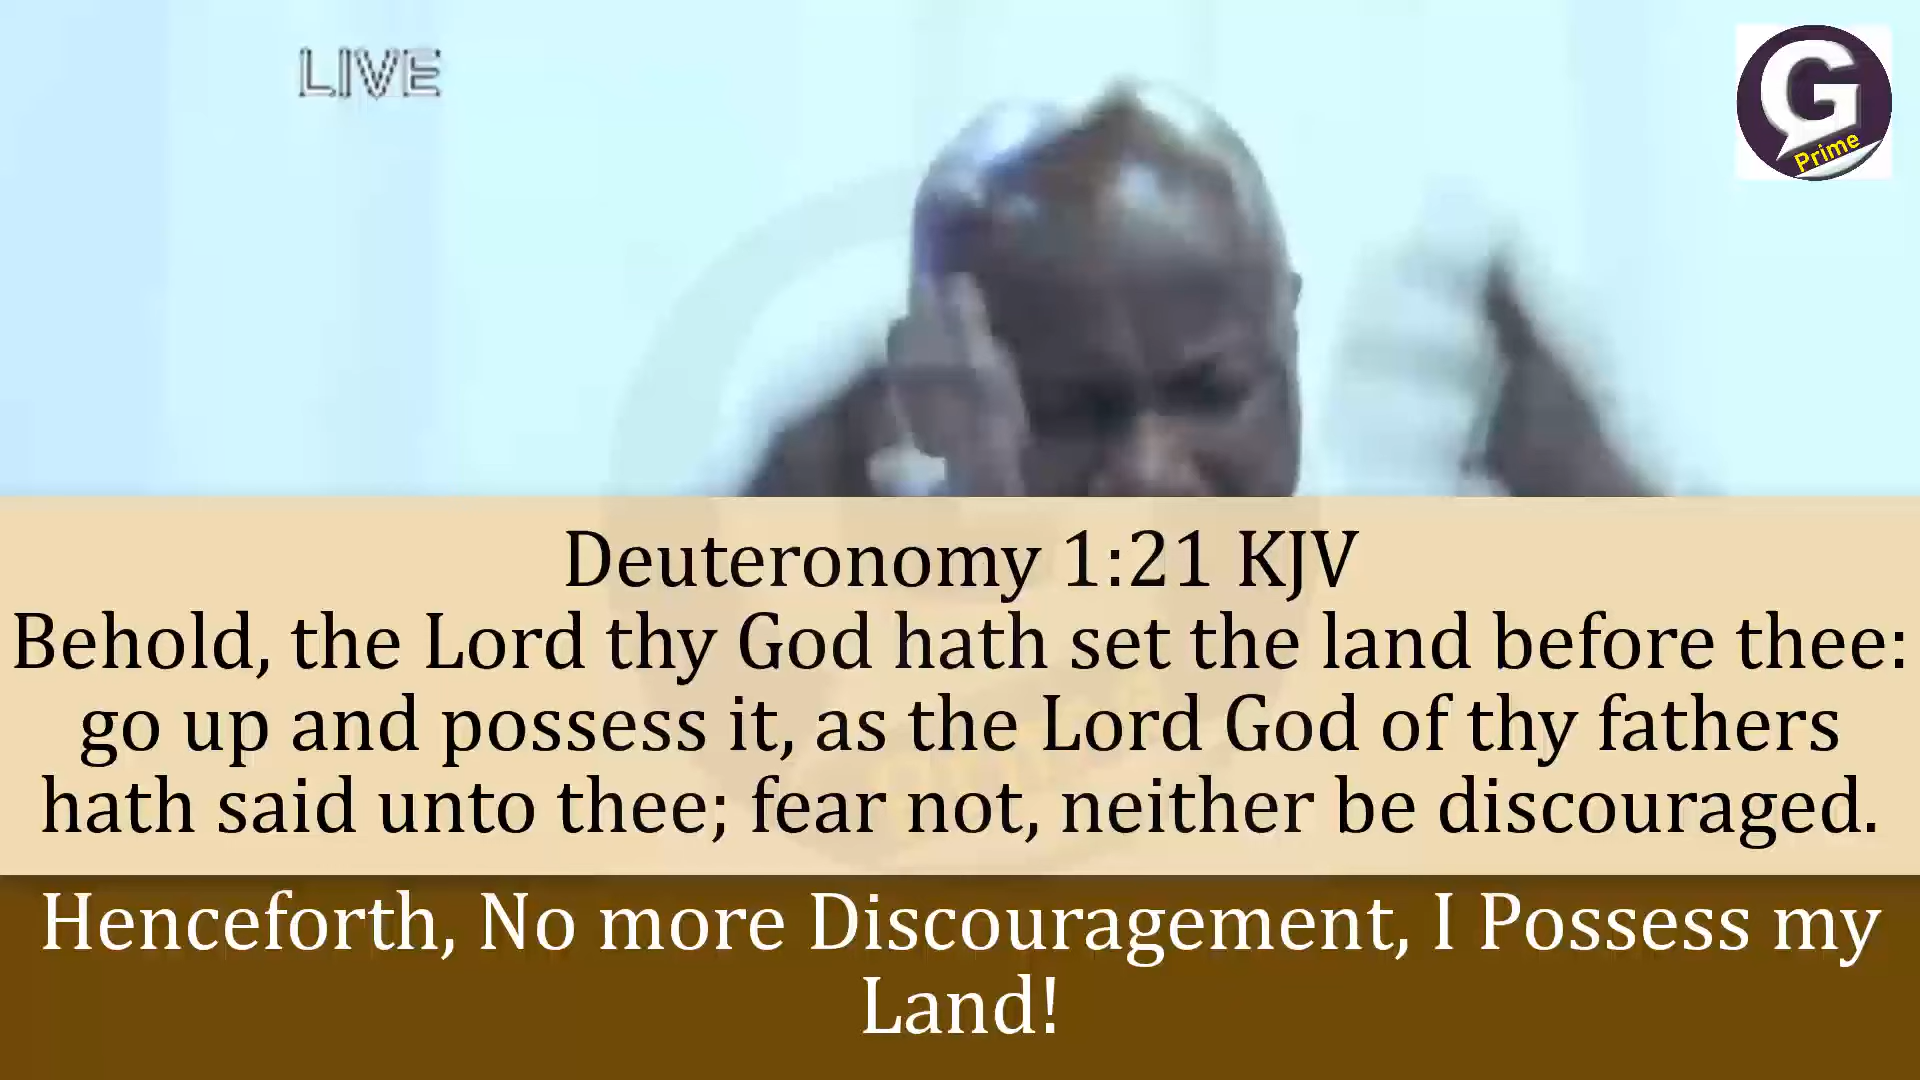 LIVE
G
Prime
Deuteronomy 1:21 KJV
Behold, the Lord thy God hath set the land before thee:
go up and possess it, as the Lord God of thy fathers
hath said unto thee; fear not, neither be discouraged.
Henceforth, No more Discouragement, I Possess my
Land!